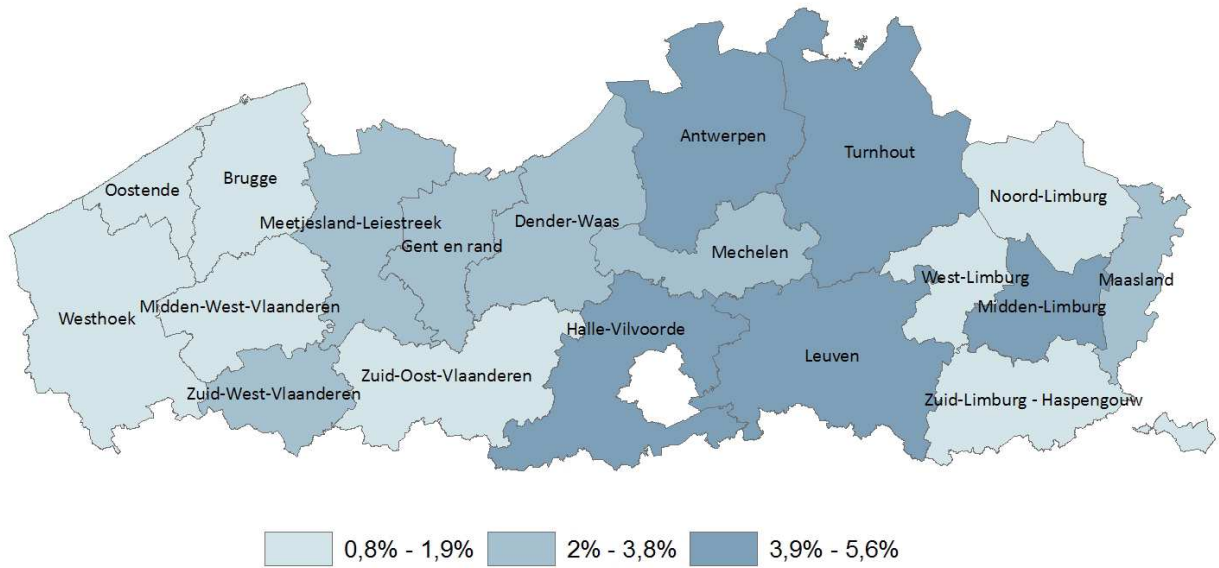 Antwerpen
Turnhout
Brugge
Oostende
Noord-Limburg
Meetjesland-Leiestreek
Dender-Waas
Gent en rand
Mechelen
West-Limburg
Maasland
Midden-West-Vlaanderen
Midden-Limburg
Westhoek
Halle-Vilvoorde
Leuven
Zuid-Oost-Vlaanderen
Zuid-West-Vlaanderen
Zuid-Limburg - Haspengouw
0,8% - 1,9% 2% - 3,8% 3,9% - 5,6%